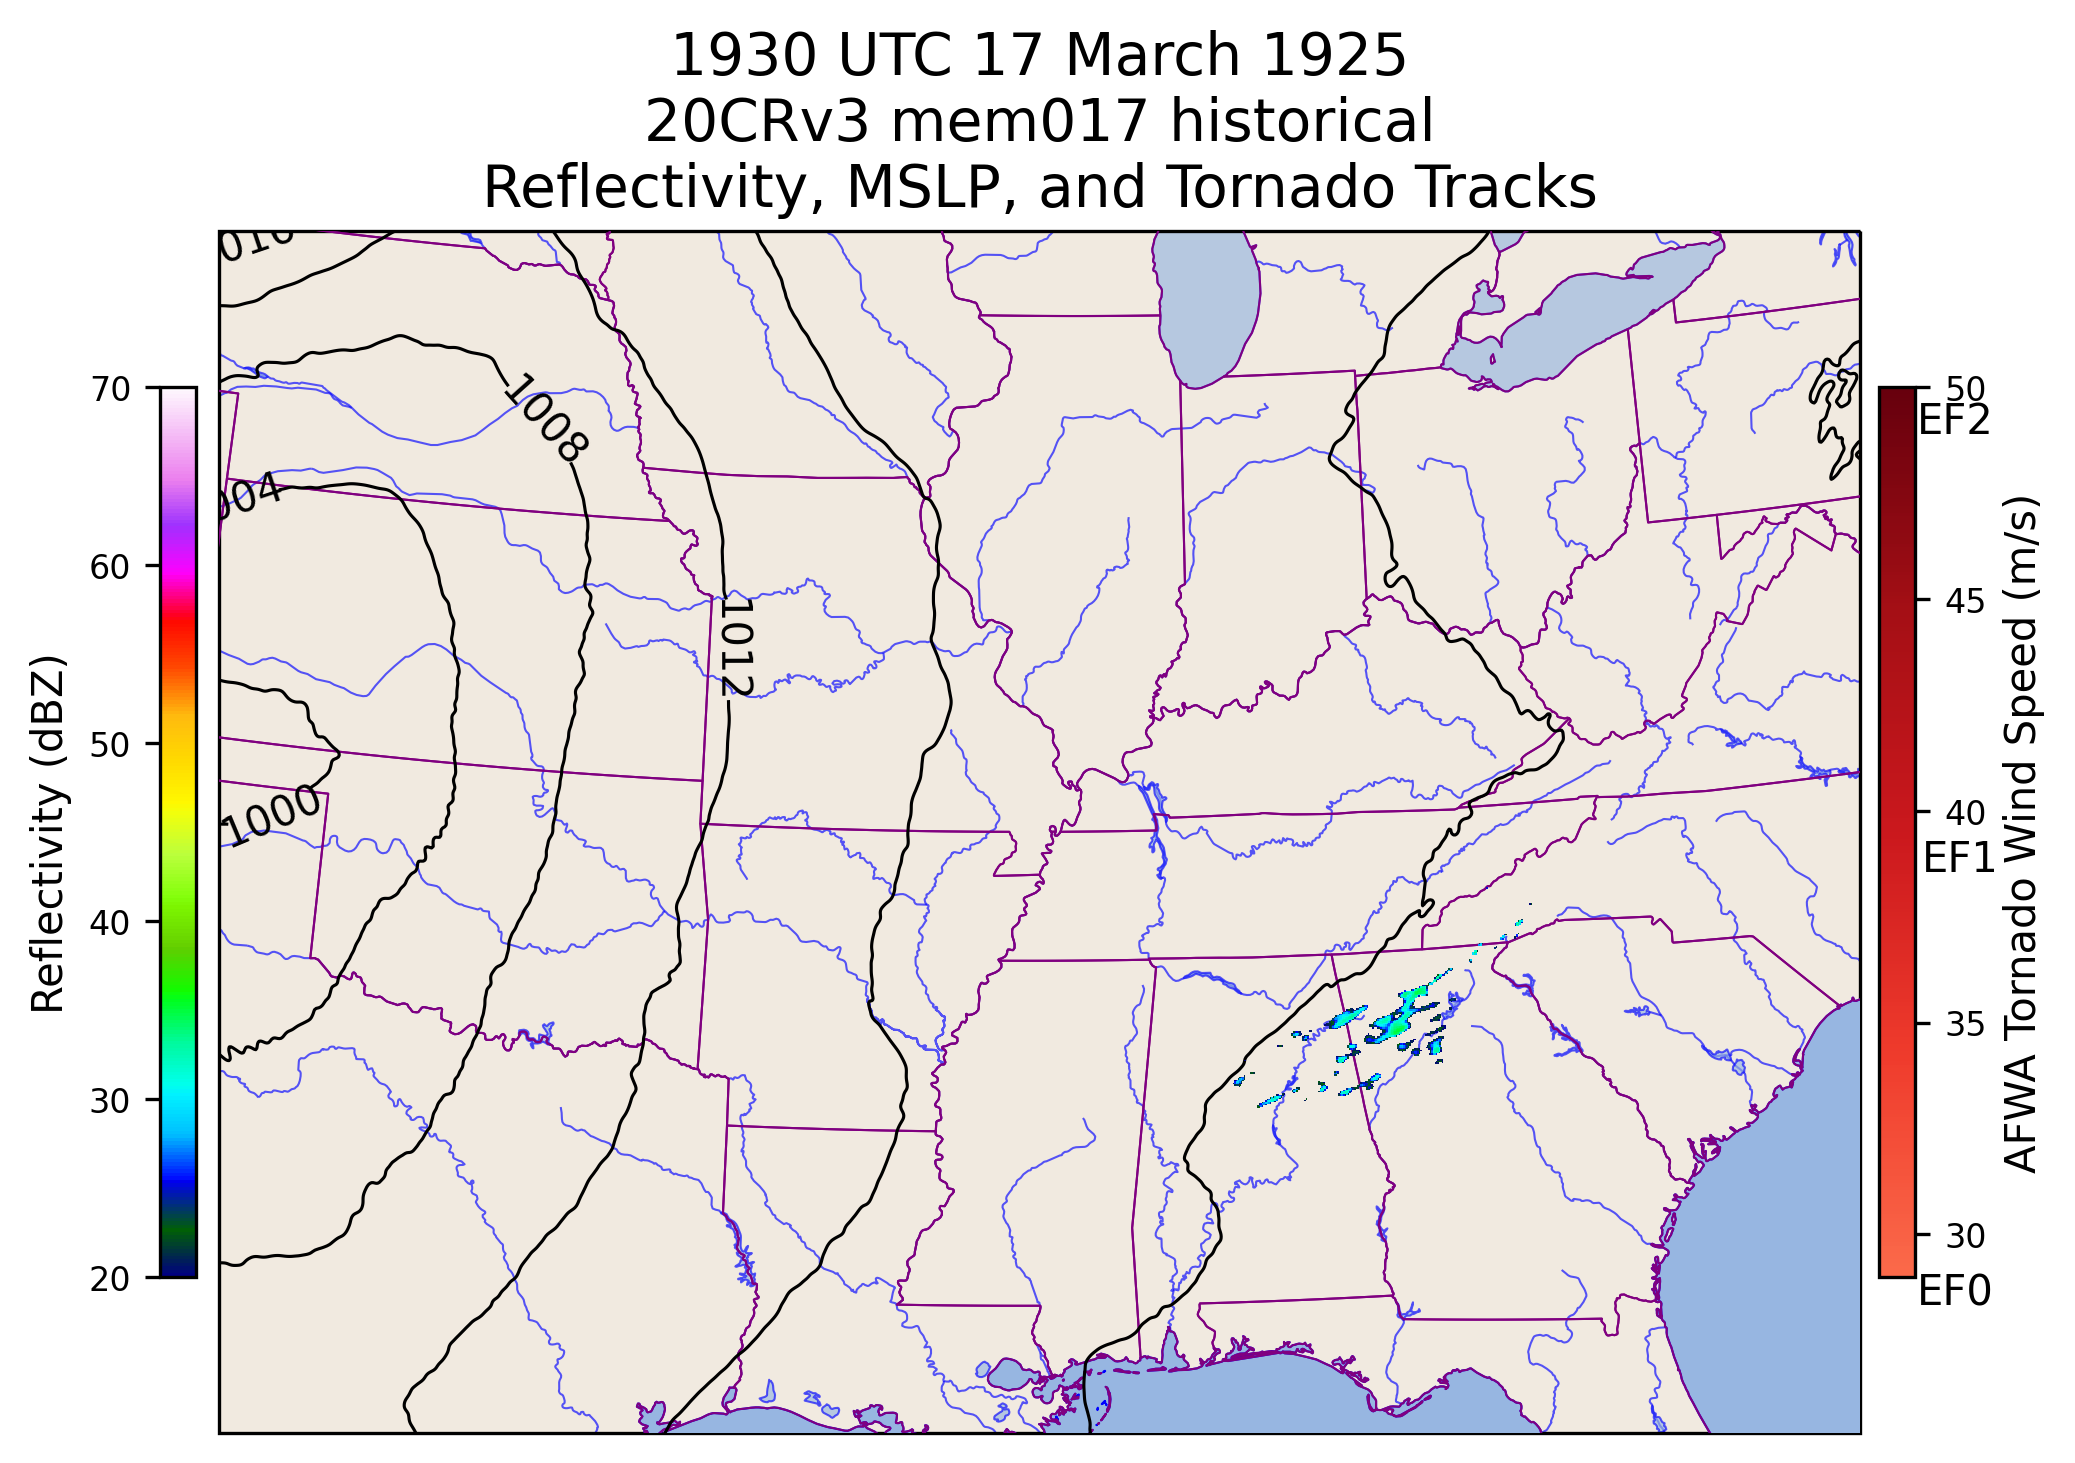 1930 UTC 17 March 1925
20CRv3 mem017 historical
Reflectivity, MSLP, and Tornado Tracks
1008
004
1012
1000
70
60
50
40
30
20
Reflectivity (dBZ)
50
EF2
45
40
EF1
35
30
EF0
AFWA Tornado Wind Speed (m/s)